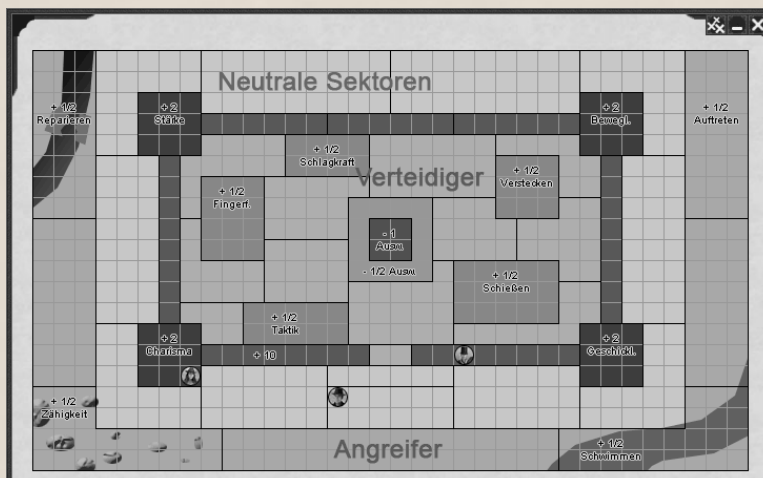 Neutrale Sektoren
+ 1/2
Reparieren
+ 2
Stärke
+ 2
Bewegl.
+ 1/2
Auftreten
+ 1/2
Schlagkraft
Verteidiger
+ 1/2
Verstecken
+ 1/2
Fingerf.
- 1
Ausw.
- 1/2 Ausw.
+ 1/2
Schießen
+ 1/2
Taktik
+ 2
Charisma
+ 10
+ 2
Geschickl.
+ 1/2
Zähigkeit
Angreifer
+ 1/2
Schwimmen